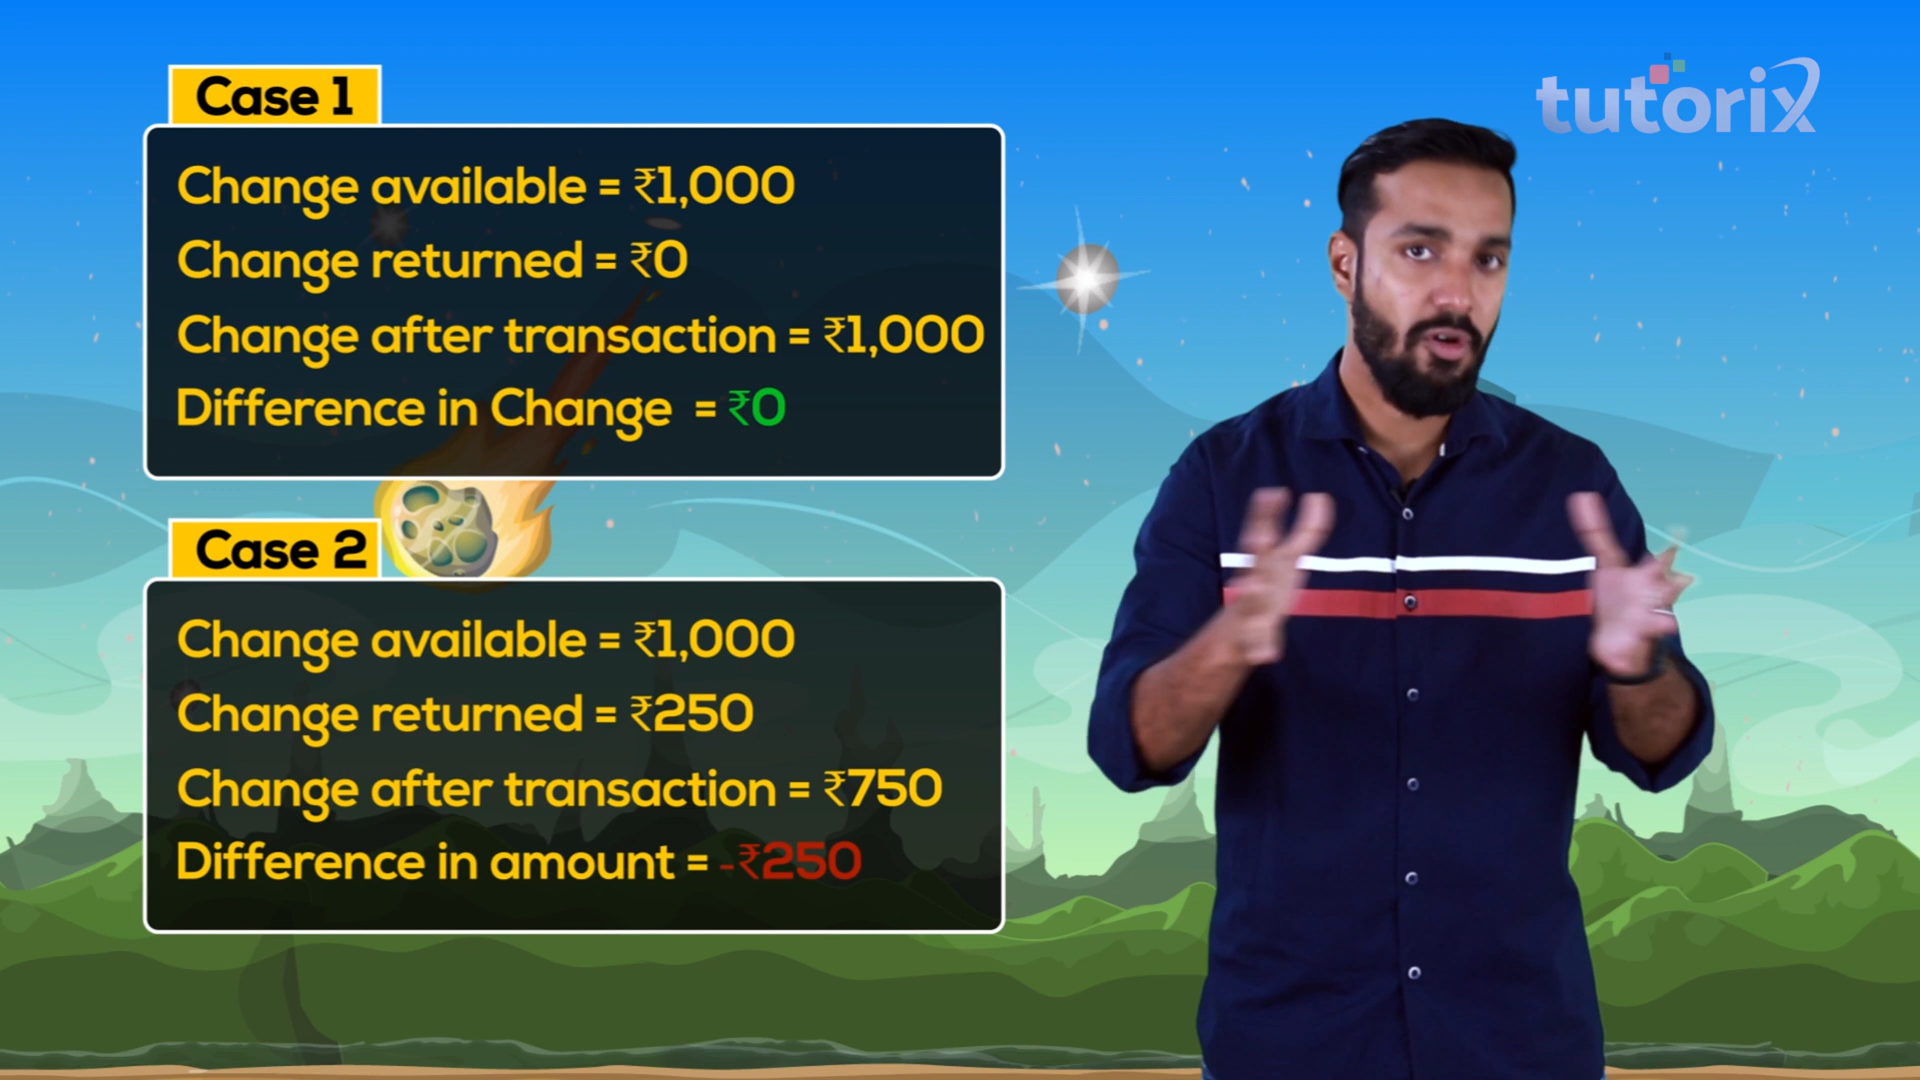 Case 1
Change available = ₹1,000
Change returned = ₹0
Change after transaction = ₹1,000
Difference in Change = ₹0
Case 2
Change available = ₹1,000
Change returned = ₹250
Change after transaction = ₹750
Difference in amount = -₹250
tutorix